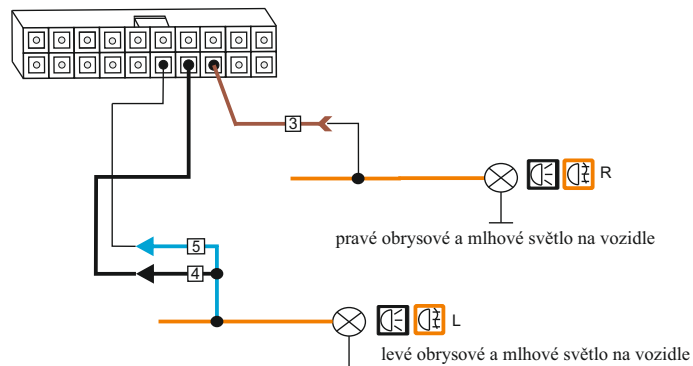 3
R
pravé obrysové a mlhové světlo na vozidle
5
4
L
levé obrysové a mlhové světlo na vozidle